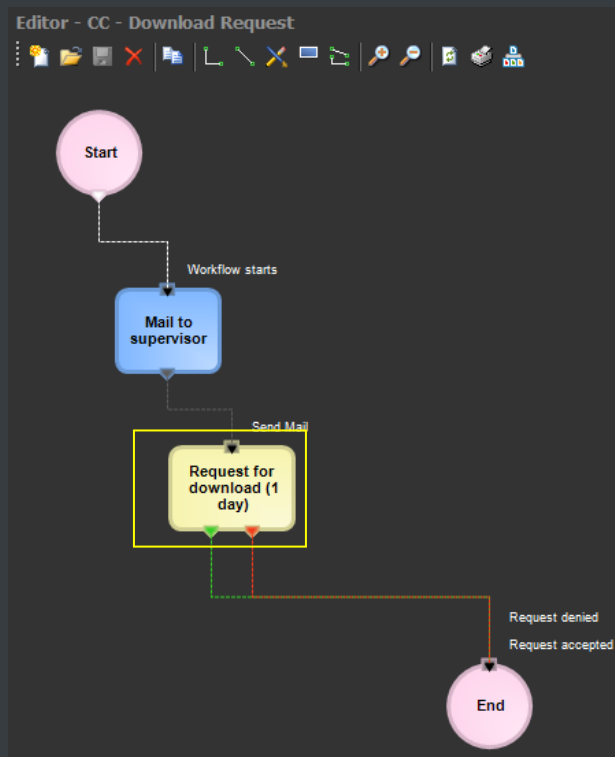 Editor - CC - Download Request
Start
Workflow starts
Mail to
supervisor
Send Mail
Request for
download (1
day)
Request denied
Request accepted
End